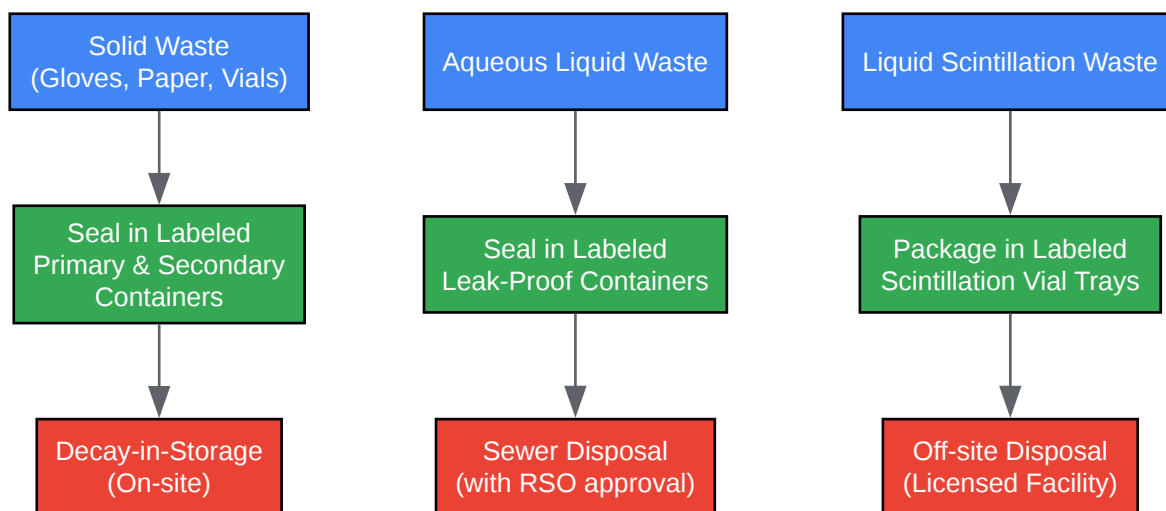 Solid Waste
(Gloves, Paper, Vials)
Aqueous Liquid Waste
Liquid Scintillation Waste
Seal in Labeled
Primary & Secondary
Containers
Seal in Labeled
Leak-Proof Containers
Package in Labeled
Scintillation Vial Trays
Decay-in-Storage
(On-site)
Sewer Disposal
(with RSO approval)
Off-site Disposal
(Licensed Facility)